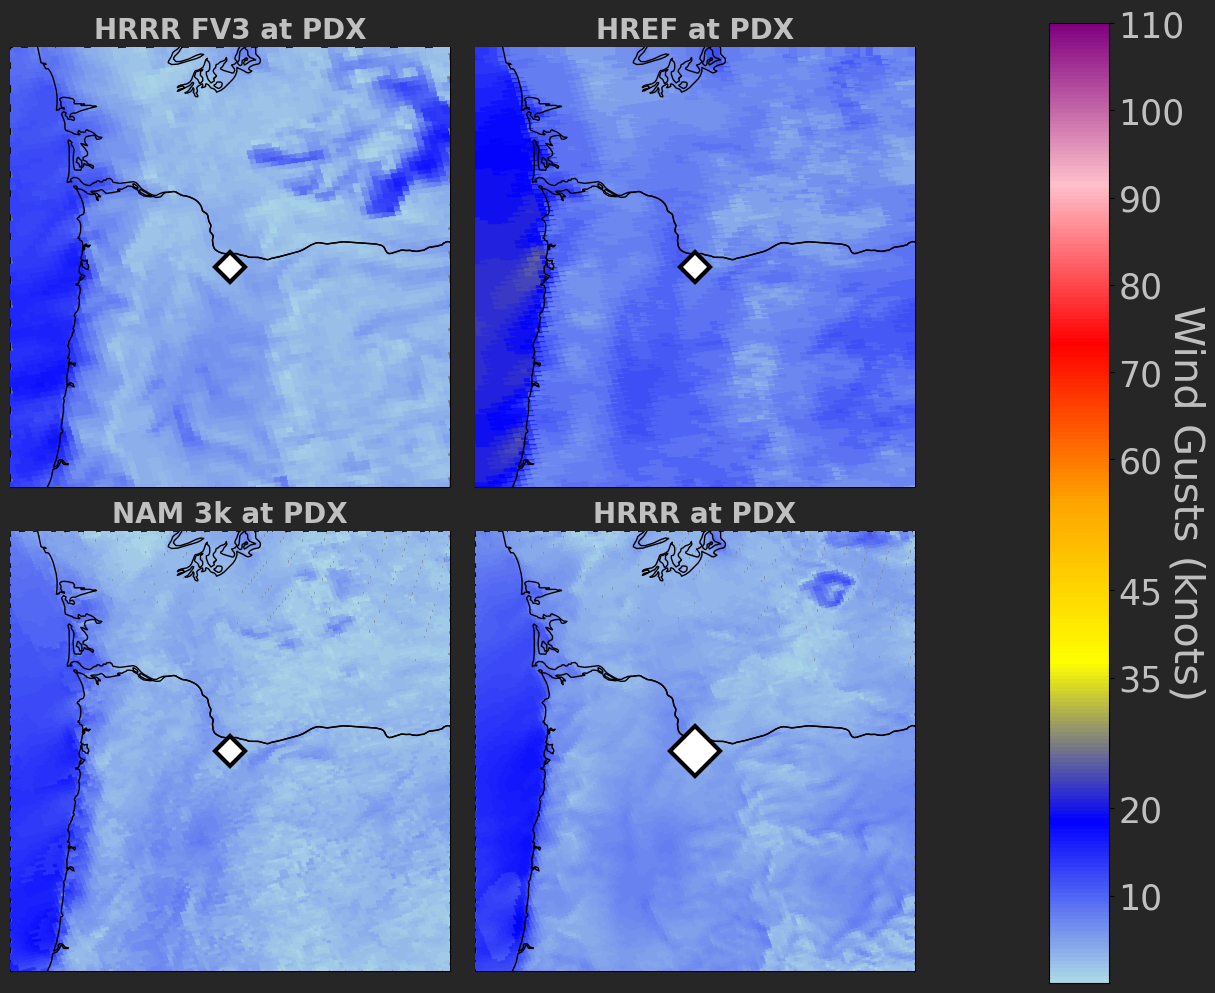 HRRR FV3 at PDX
HREF at PDX
NAM 3k at PDX
HRRR at PDX
110
100
90
80
70
60
45
35
20
10
Wind Gusts (knots)